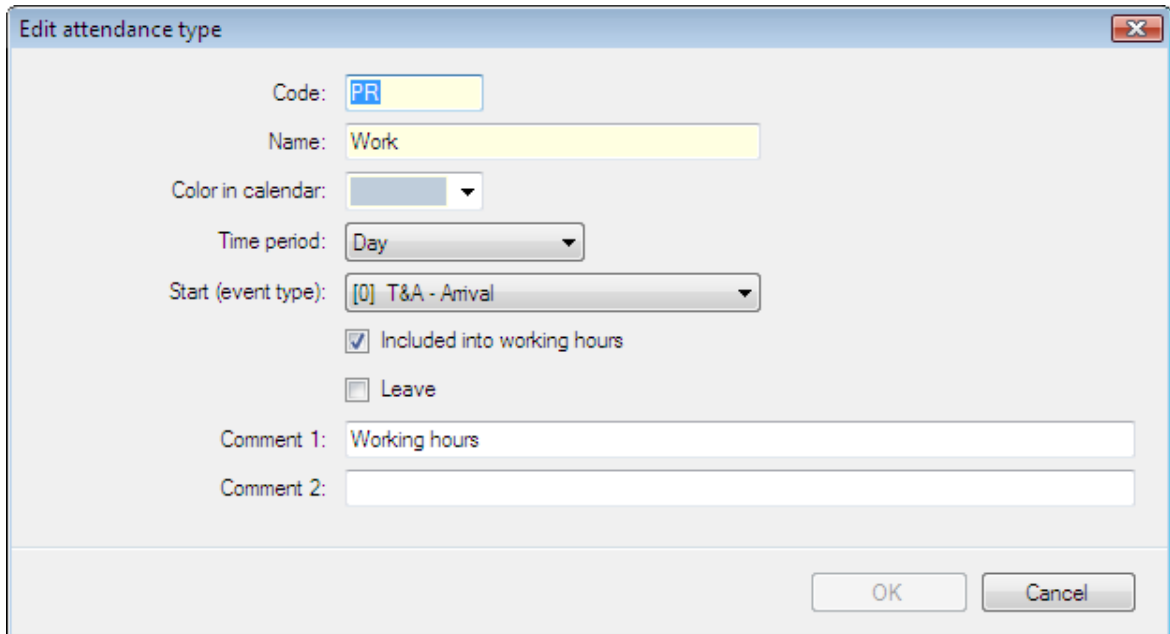 Edit attendance type
Code: PR
Name: Work
Color in calendar:
Time period: Day
Start (event type): [0] T&A - Arrival
Included into working hours
Leave
Comment 1: Working hours
Comment 2:
OK Cancel